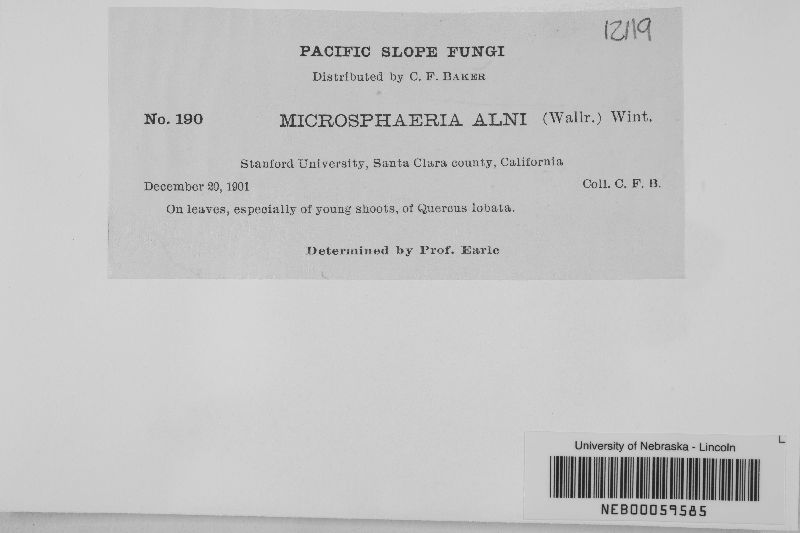 12119
PACIFIC SLOPE FUNGI
Distributed by C. F. BAKER
No. 190 MICROSPHAERIA ALNI (Wallr.) Wint.
Stanford University, Santa Clara county, California
December 20, 1901 Coll. C. F. B.
On leaves, especially of young shoots, of Quercus lobata.
Determined by Prof. Earle
University of Nebraska - Lincoln
L
NEB00059585